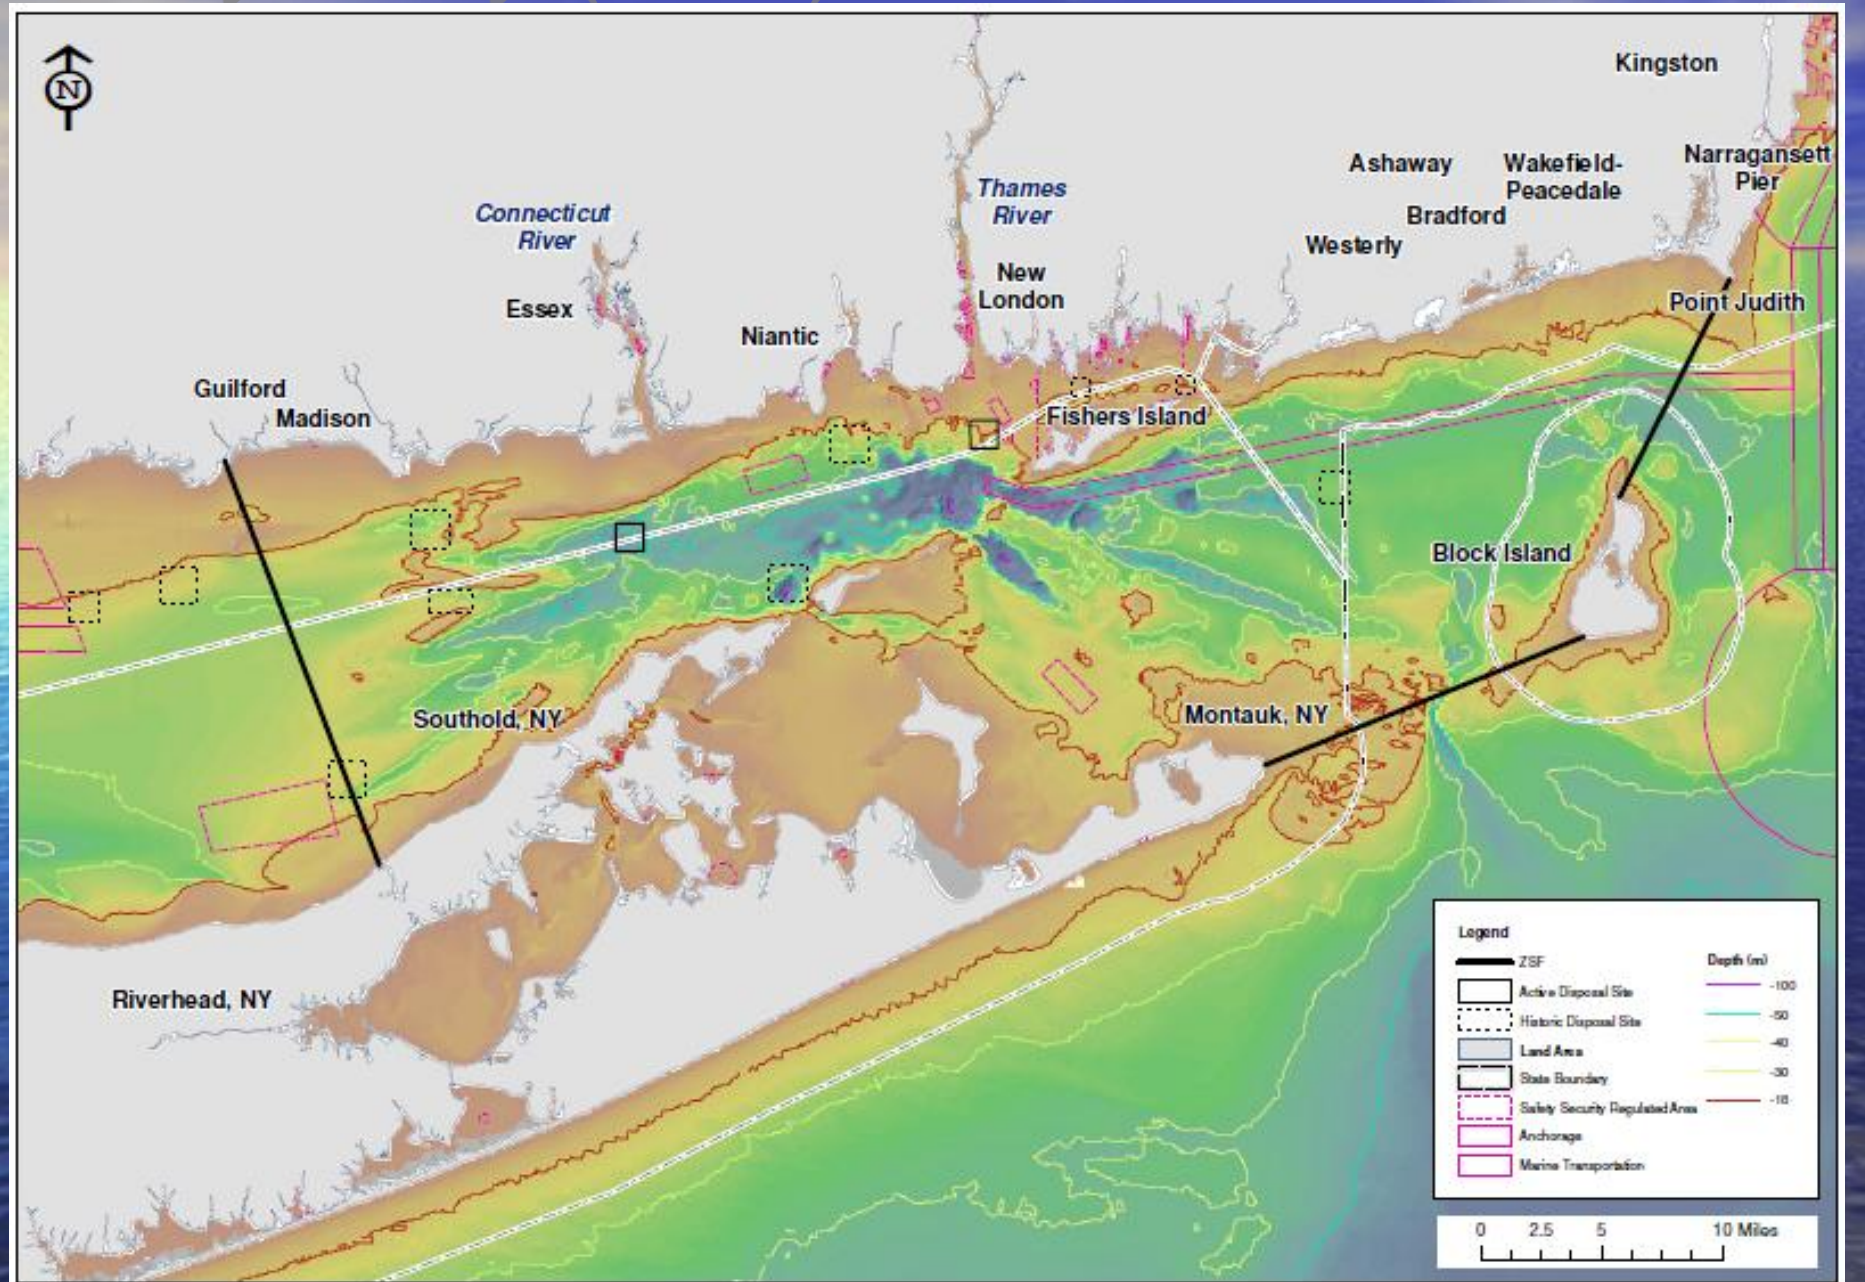 N
Kingston
Ashaway
Wakefield-
Peacedale
Narragansett
Pier
Bradford
Westerly
Connecticut
River
Thames
River
New
London
Essex
Niantic
Point Judith
Guilford
Madison
Fishers Island
Block Island
Southold, NY
Montauk, NY
Riverhead, NY
Legend
ZSF
Active Disposal Site
Historic Disposal Site
Land Area
State Boundary
Safety Security Regulated Area
Anchorage
Marine Transportation
Depth (m)
-100
-50
-40
-30
0 2.5 5 10 Miles